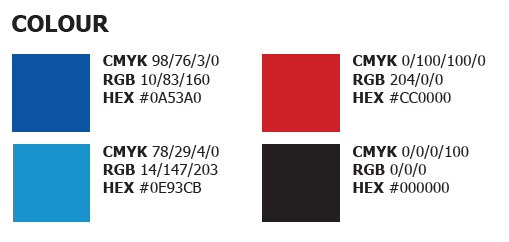 COLOUR
CMYK 98/76/3/0
RGB 10/83/160
HEX #0A53A0
CMYK 0/100/100/0
RGB 204/0/0
HEX #CC0000
CMYK 78/29/4/0
RGB 14/147/203
HEX #0E93CB
CMYK 0/0/0/100
RGB 0/0/0
HEX #000000